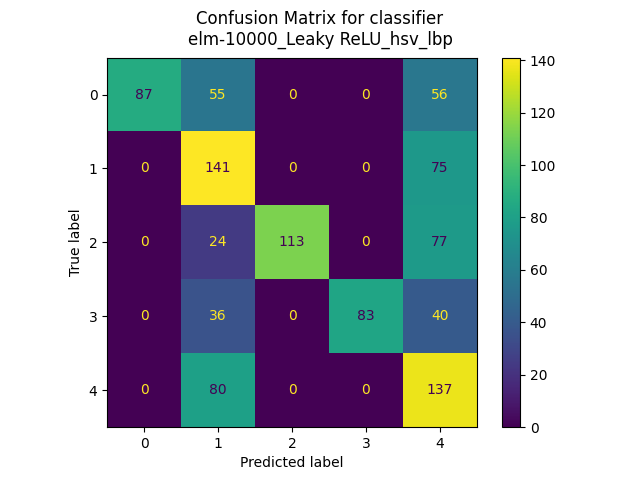 Confusion Matrix for classifier
elm-10000_Leaky ReLU_hsv_lbp
True label
0 87 55 0 0 56
1 0 141 0 0 75
2 0 24 113 0 77
3 0 36 0 83 40
4 0 80 0 0 137
0 1 2 3 4
Predicted label
140
120
100
80
60
40
20
0